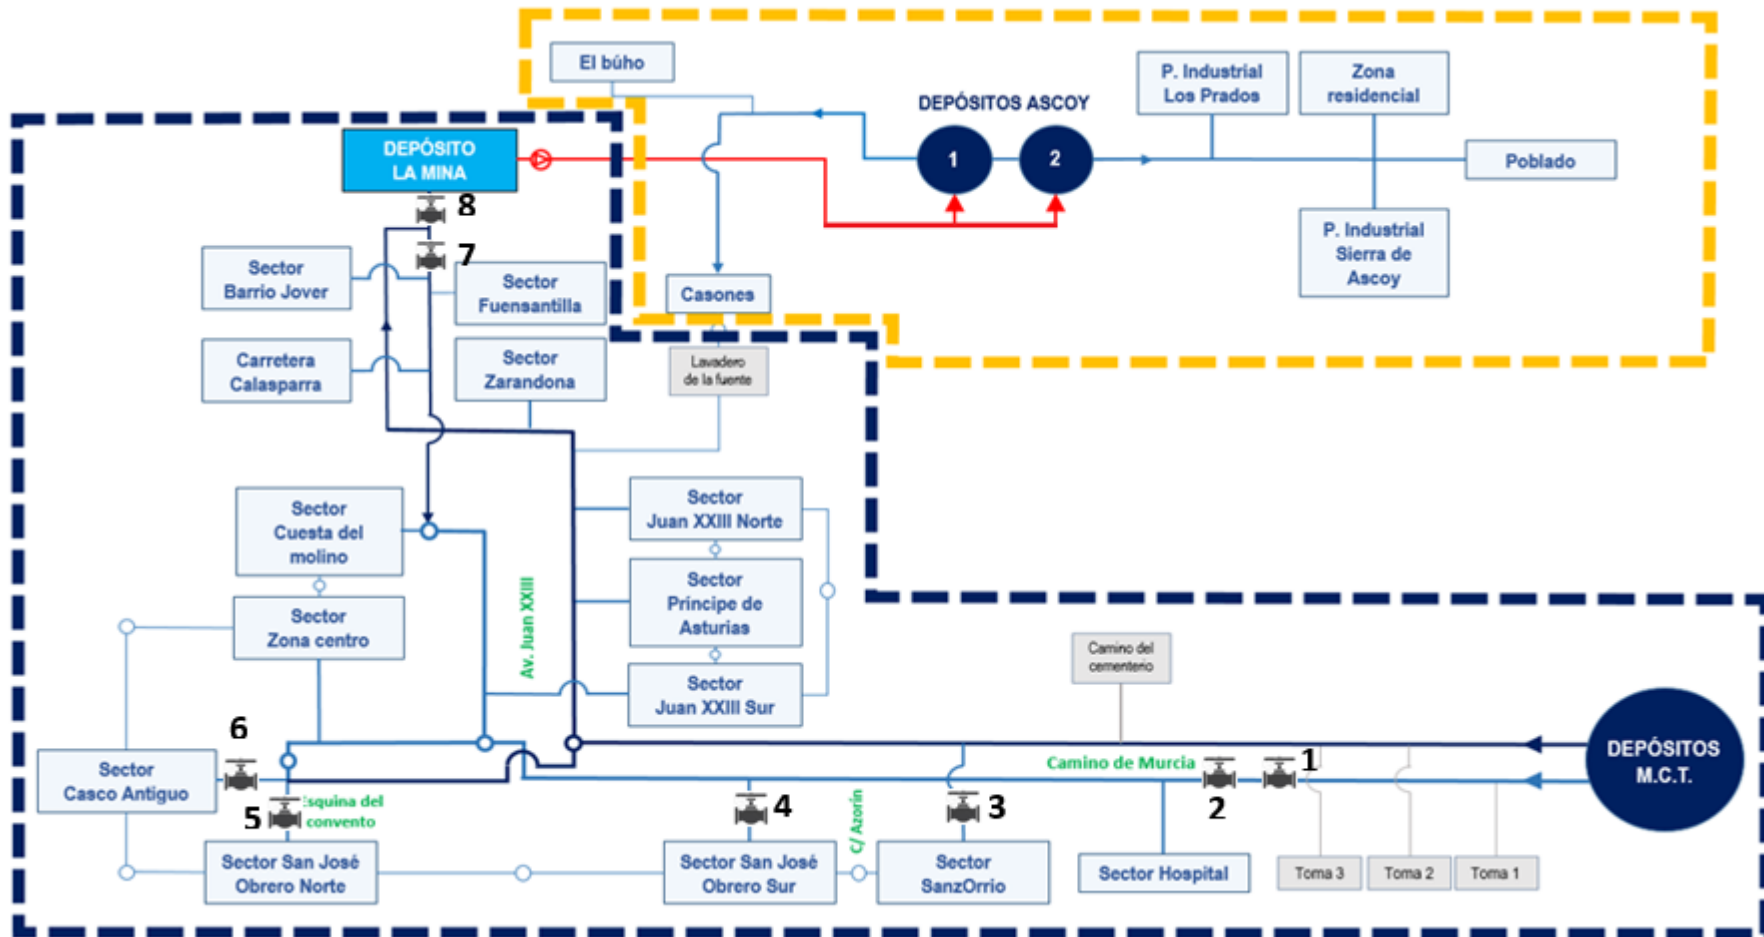 El búho
DEPÓSITOS ASCOY
1
2
P. Industrial
Los Prados
Zona
residencial
Poblado
P. Industrial
Sierra de
Ascoy
DEPÓSITO
LA MINA
8
7
Sector
Barrio Jover
Sector
Fuensantilla
Casones
Carretera
Calasparra
Sector
Zarandona
Lavadero
de la fuente
Sector
Cuesta del
molino
Sector
Juan XXIII Norte
Av. Juan XXIII
Sector
Príncipe de
Asturias
Sector
Zona centro
Sector
Juan XXIII Sur
Camino del
cementerio
6
Sector
Casco Antiguo
5
Esquina del
convento
4
C/ Azorín
3
Camino de Murcia
2
1
DEPÓSITOS
M.C.T.
Sector San José
Obrero Norte
Sector San José
Obrero Sur
Sector
SanzOrrio
Sector Hospital
Toma 3
Toma 2
Toma 1